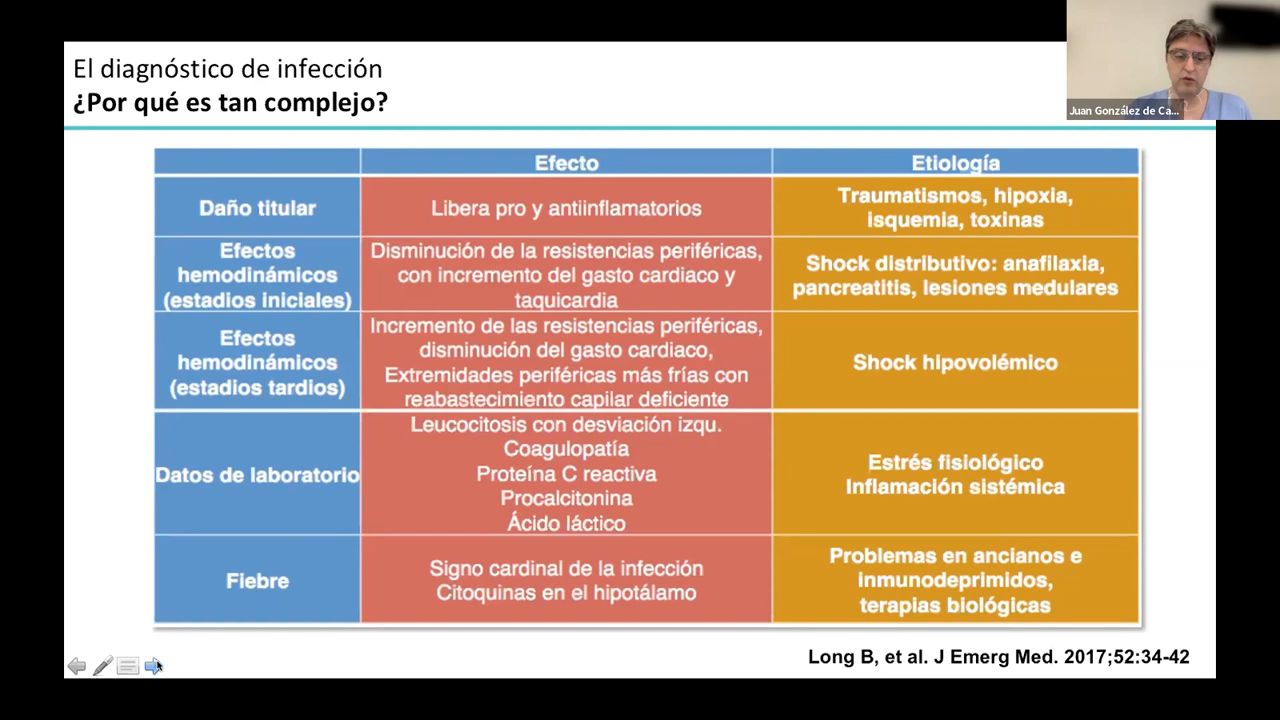 El diagnóstico de infección
¿Por qué es tan complejo?
Juan González de Ca...
Efecto
Etiología
Daño titular
Libera pro y antiinflamatorios
Traumatismos, hipoxia,
isquemia, toxinas
Efectos
hemodinámicos
(estadios iniciales)
Disminución de la resistencias periféricas,
con incremento del gasto cardiaco y
taquicardia
Shock distributivo: anafilaxia,
pancreatitis, lesiones medulares
Efectos
hemodinámicos
(estadios tardios)
Incremento de las resistencias periféricas,
disminución del gasto cardiaco,
Extremidades periféricas más frías con
reabastecimiento capilar deficiente
Shock hipovolémico
Datos de laboratorio
Leucocitosis con desviación izqu.
Coagulopatía
Proteína C reactiva
Procalcitonina
Ácido láctico
Estrés fisiológico
Inflamación sistémica
Fiebre
Signo cardinal de la infección
Citoquinas en el hipotálamo
Problemas en ancianos e
inmunodeprimidos,
terapias biológicas
Long B, et al. J Emerg Med. 2017;52:34-42